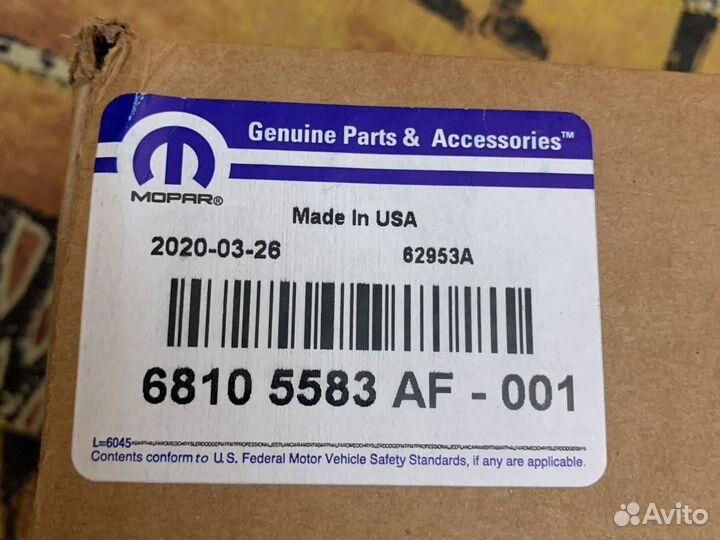 Genuine Parts & Accessories™
MOPAR®
Made In USA
2020-03-26 62953A
6810 5583 AF - 001
L=6045
Contents conform to U.S. Federal Motor Vehicle Safety Standards, if any are applicable.
Avito